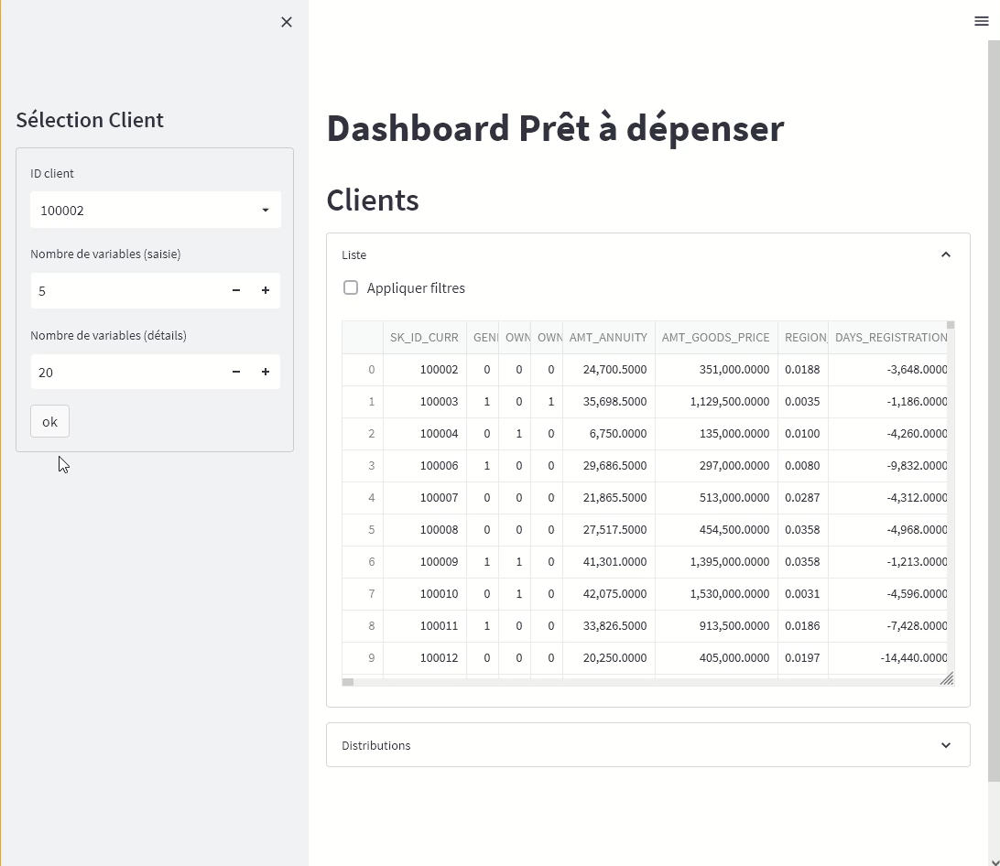 Sélection Client
ID client
100002
Nombre de variables (saisie)
5
Nombre de variables (détails)
20
ok
Dashboard Prêt à dépenser
Clients
Liste
Appliquer filtres
SK_ID_CURR GENI OWN OWN AMT_ANNUITY AMT_GOODS_PRICE REGION_ DAYS_REGISTRATION
0 100002 0 0 0 24,700.5000 351,000.0000 0.0188 -3,648.0000
1 100003 1 0 1 35,698.5000 1,129,500.0000 0.0035 -1,186.0000
2 100004 0 1 0 6,750.0000 135,000.0000 0.0100 -4,260.0000
3 100006 1 0 0 29,686.5000 297,000.0000 0.0080 -9,832.0000
4 100007 0 0 0 21,865.5000 513,000.0000 0.0287 -4,312.0000
5 100008 0 0 0 27,517.5000 454,500.0000 0.0358 -4,968.0000
6 100009 1 1 0 41,301.0000 1,395,000.0000 0.0358 -1,213.0000
7 100010 0 1 0 42,075.0000 1,530,000.0000 0.0031 -4,596.0000
8 100011 1 0 0 33,826.5000 913,500.0000 0.0186 -7,428.0000
9 100012 0 0 0 20,250.0000 405,000.0000 0.0197 -14,440.0000
Distributions